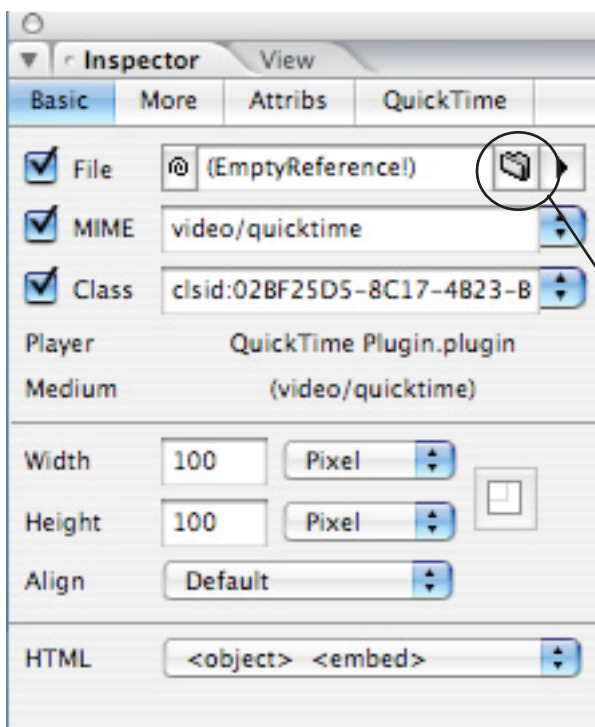 Inspector View
Basic More Attribs QuickTime
File (EmptyReference!)
MIME video/quicktime
Class clsid:02BF25D5-8C17-4B23-B
Player QuickTime Plugin.plugin
Medium (video/quicktime)
Width 100 Pixel
Height 100 Pixel
Align Default
HTML <object> <embed>